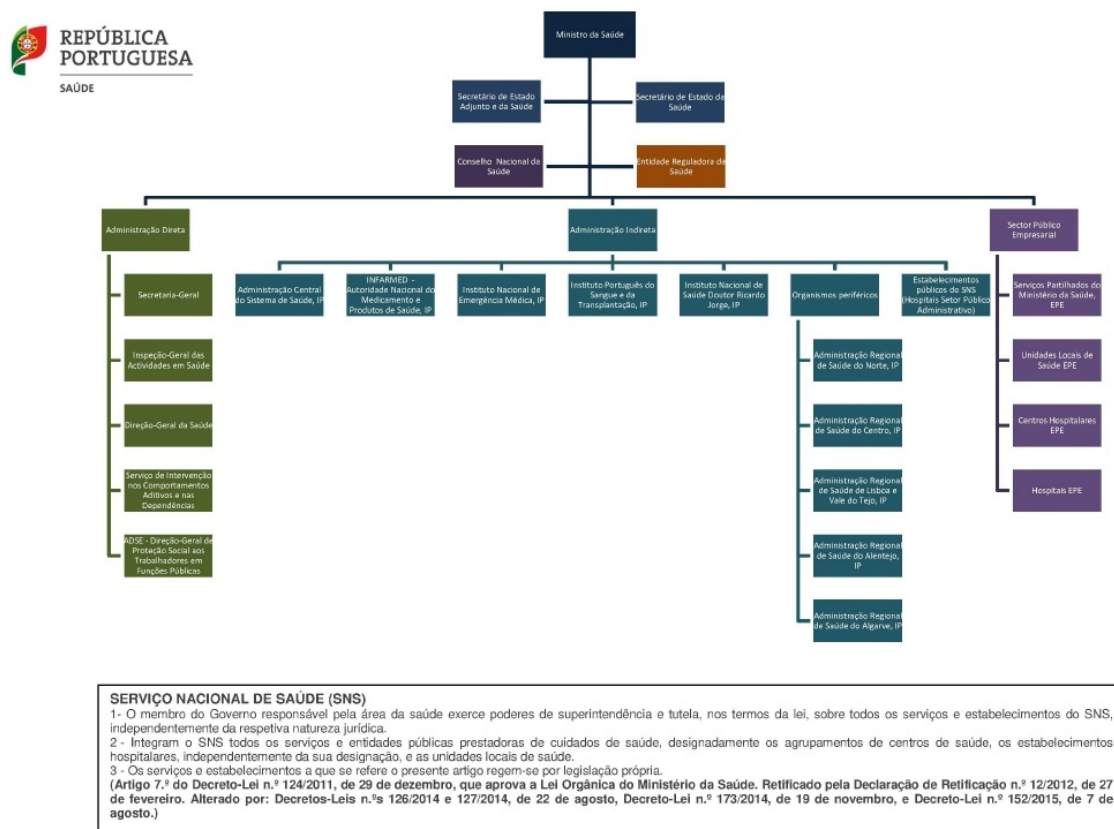 REPÚBLICA
PORTUGUESA
SAÚDE
Ministro da Saúde
Secretário de Estado
Adjunto e da Saúde
Secretário de Estado da
Saúde
Conselho Nacional da
Saúde
Entidade Reguladora da
Saúde
Administração Direta
Administração Indireta
Sector Público
Empresarial
Secretaria-Geral
Inspeção-Geral das
Actividades em Saúde
Direção-Geral da Saúde
Serviço de Intervenção
nos Comportamentos
Aditivos e nas
Dependências
ADSE - Direção-Geral de
Proteção Social aos
Trabalhadores em
Funções Públicas
Administração Central
do Sistema de Saúde, IP
INFARMED -
Autoridade Nacional do
Medicamento e
Produtos de Saúde, IP
Instituto Nacional de
Emergência Médica, IP
Instituto Português do
Sangue e da
Transplantação, IP
Instituto Nacional de
Saúde Doutor Ricardo
Jorge, IP
Organismos periféricos
Estabelecimentos
públicos do SNS
(Hospitais Setor Público
Administrativo)
Administração Regional
de Saúde do Norte, IP
Administração Regional
de Saúde do Centro, IP
Administração Regional
de Saúde de Lisboa e
Vale do Tejo, IP
Administração Regional
de Saúde do Alentejo,
IP
Administração Regional
de Saúde do Algarve, IP
Serviços Partilhados do
Ministério da Saúde,
EPE
Unidades Locais de
Saúde EPE
Centros Hospitalares
EPE
Hospitais EPE
SERVIÇO NACIONAL DE SAÚDE (SNS)
1- O membro do Governo responsável pela área da saúde exerce poderes de superintendência e tutela, nos termos da lei, sobre todos os serviços e estabelecimentos do SNS,
independentemente da respetiva natureza jurídica.
2 - Integram o SNS todos os serviços e entidades públicas prestadoras de cuidados de saúde, designadamente os agrupamentos de centros de saúde, os estabelecimentos
hospitalares, independentemente da sua designação, e as unidades locais de saúde.
3 - Os serviços e estabelecimentos a que se refere o presente artigo regem-se por legislação própria.
(Artigo 7.º do Decreto-Lei n.º 124/2011, de 29 de dezembro, que aprova a Lei Orgânica do Ministério da Saúde. Retificado pela Declaração de Retificação n.º 12/2012, de 27
de fevereiro. Alterado por: Decretos-Leis n.ºs 126/2014 e 127/2014, de 22 de agosto, Decreto-Lei n.º 173/2014, de 19 de novembro, e Decreto-Lei n.º 152/2015, de 7 de
agosto.)